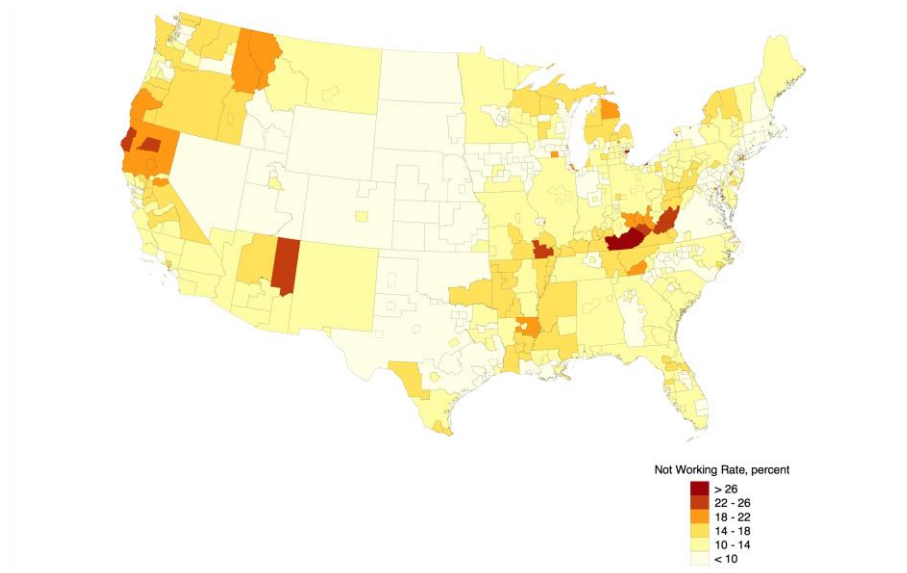 Not Working Rate, percent
> 26
22 - 26
18 - 22
14 - 18
10 - 14
< 10